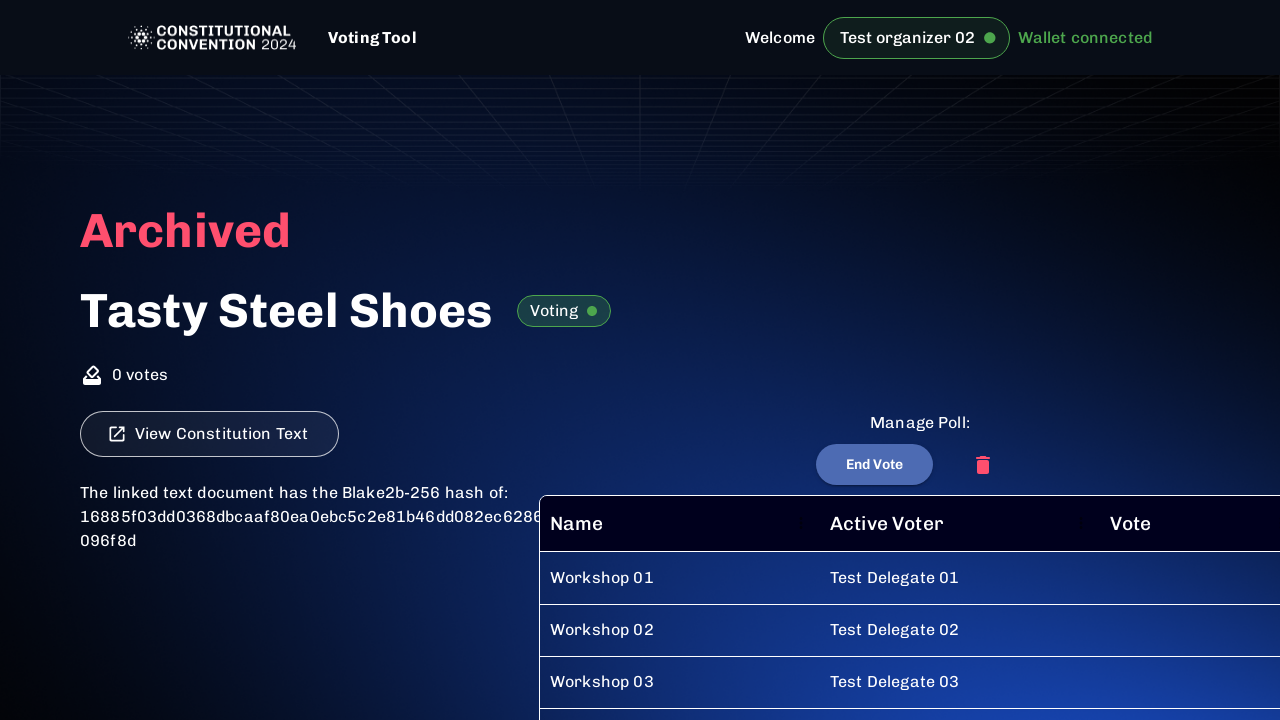 CONSTITUTIONAL
CONVENTION 2024
Voting Tool
Welcome
Test organizer 02
Wallet connected
Archived
Tasty Steel Shoes
Voting
0 votes
View Constitution Text
Manage Poll:
End Vote
The linked text document has the Blake2b-256 hash of:
16885f03dd0368dbcaaf80ea0ebc5c2e81b46dd082ec6286
096f8d
Name Active Voter Vote
Workshop 01 Test Delegate 01
Workshop 02 Test Delegate 02
Workshop 03 Test Delegate 03